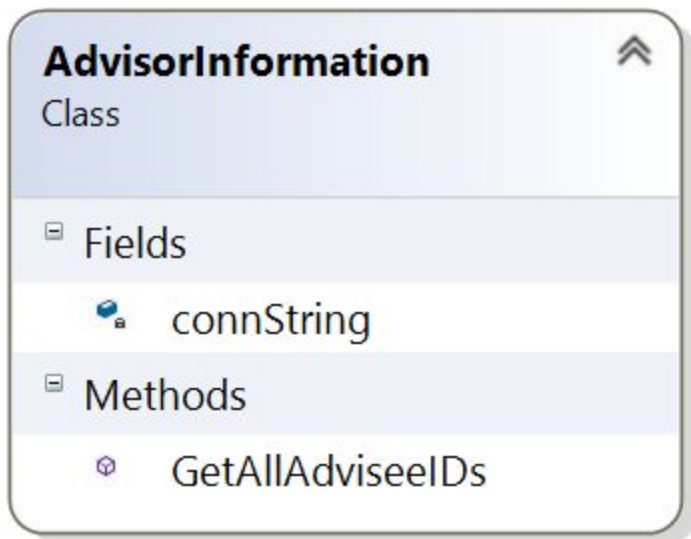 AdvisorInformation
Class
Fields
connString
Methods
GetAllAdviseeIDs